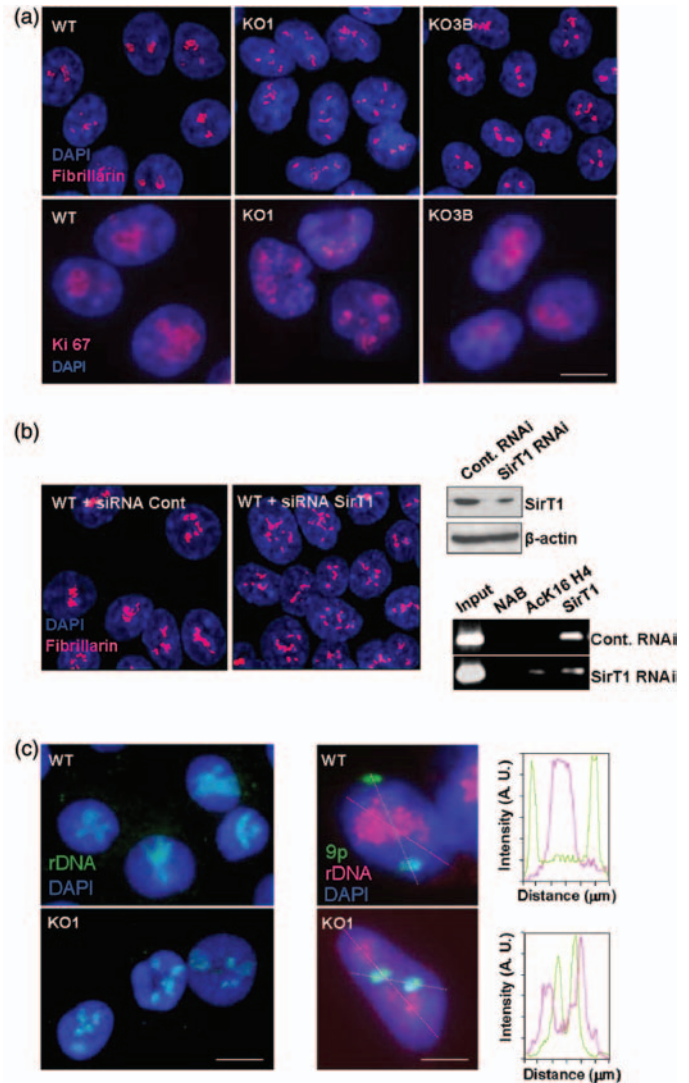 (a)
WT
KO1
KO3B
DAPI
Fibrillarin
WT
KO1
KO3B
Ki 67
DAPI
(b)
WT + siRNA Cont
WT + siRNA SirT1
DAPI
Fibrillarin
Cont. RNAi
SirT1 RNAi
SirT1
β-actin
Input
NAB
AcK16 H4
SirT1
Cont. RNAi
SirT1 RNAi
(c)
WT
rDNA
DAPI
KO1
WT
9p
rDNA
DAPI
KO1
Intensity (A. U.)
Distance (μm)
Intensity (A. U.)
Distance (μm)